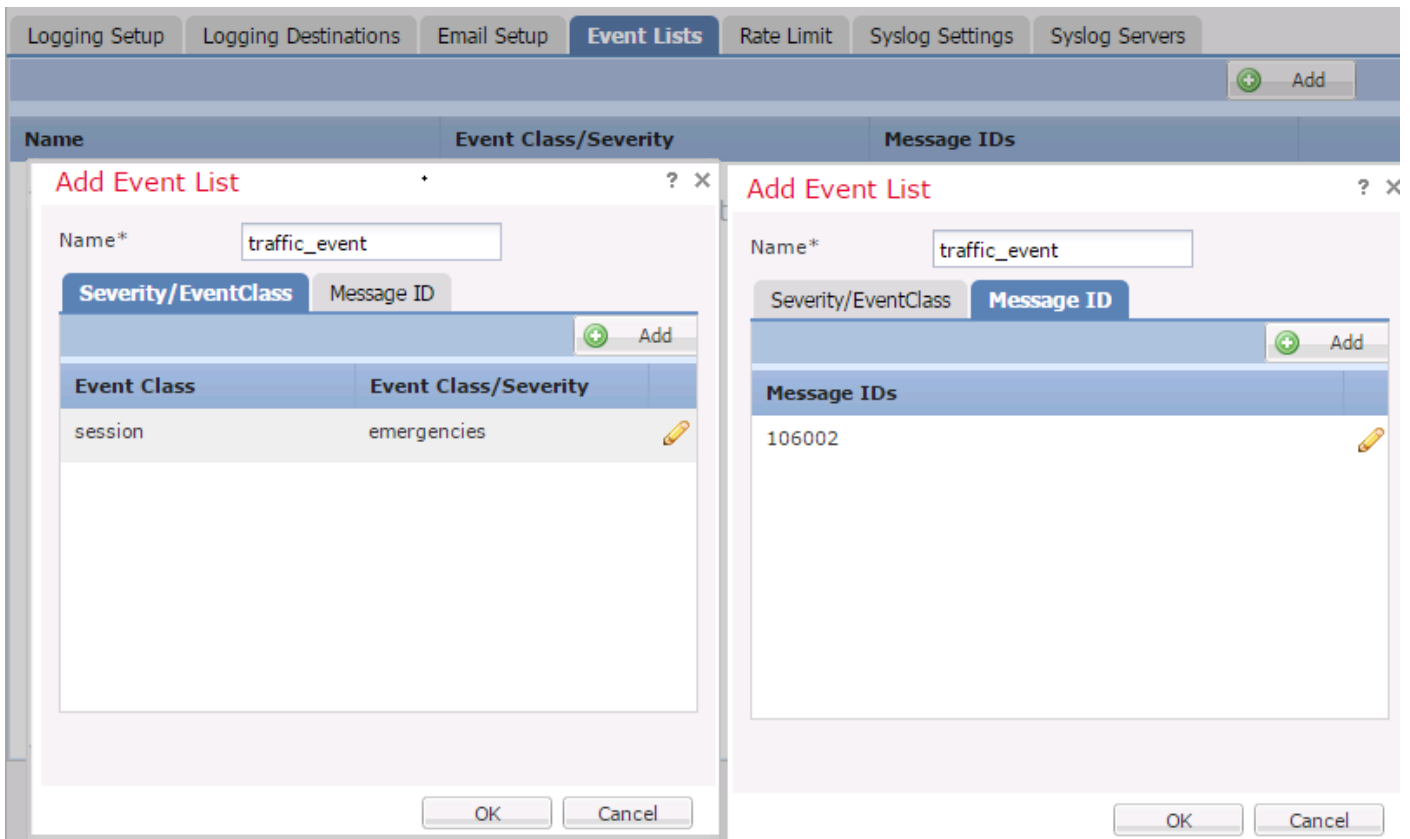 Logging Setup Logging Destinations Email Setup Event Lists Rate Limit Syslog Settings Syslog Servers
Add
Name Event Class/Severity Message IDs
Add Event List ? X
Name* traffic_event
Severity/EventClass Message ID
Add
Event Class Event Class/Severity
session emergencies
OK Cancel
Add Event List ? X
Name* traffic_event
Severity/EventClass Message ID
Add
Message IDs
106002
OK Cancel